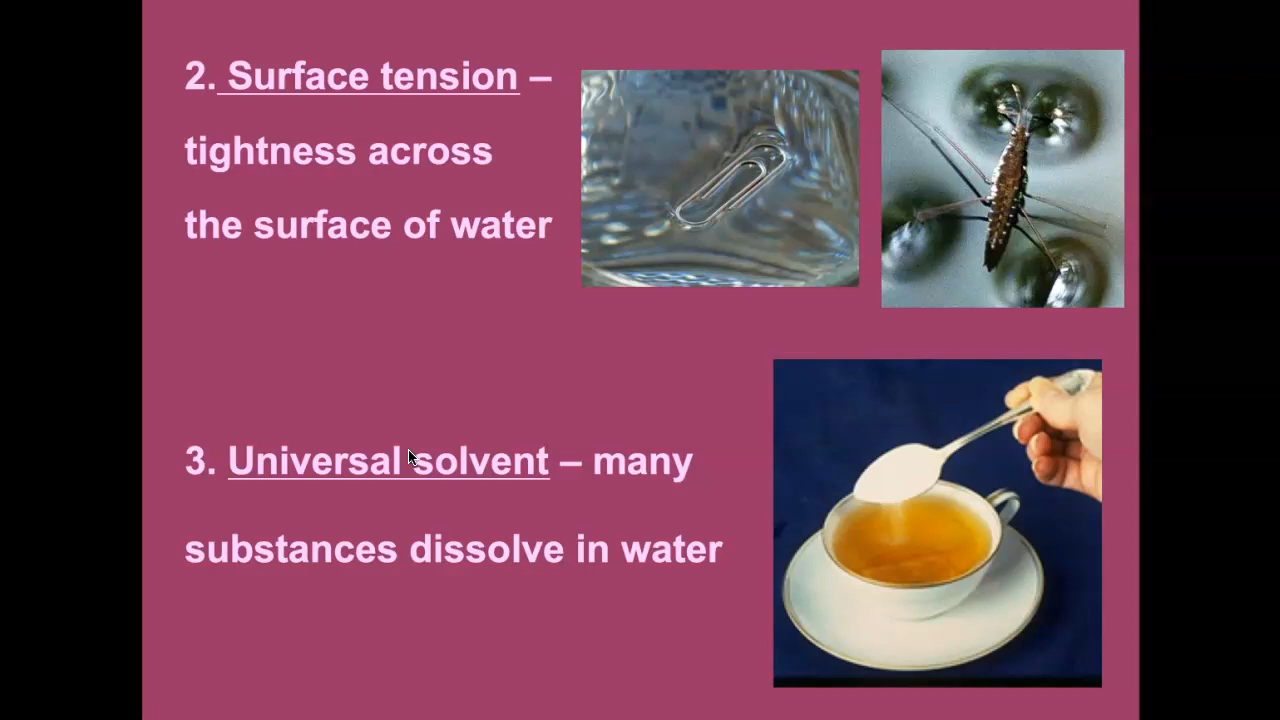 2. Surface tension –
tightness across
the surface of water
3. Universal solvent – many
substances dissolve in water